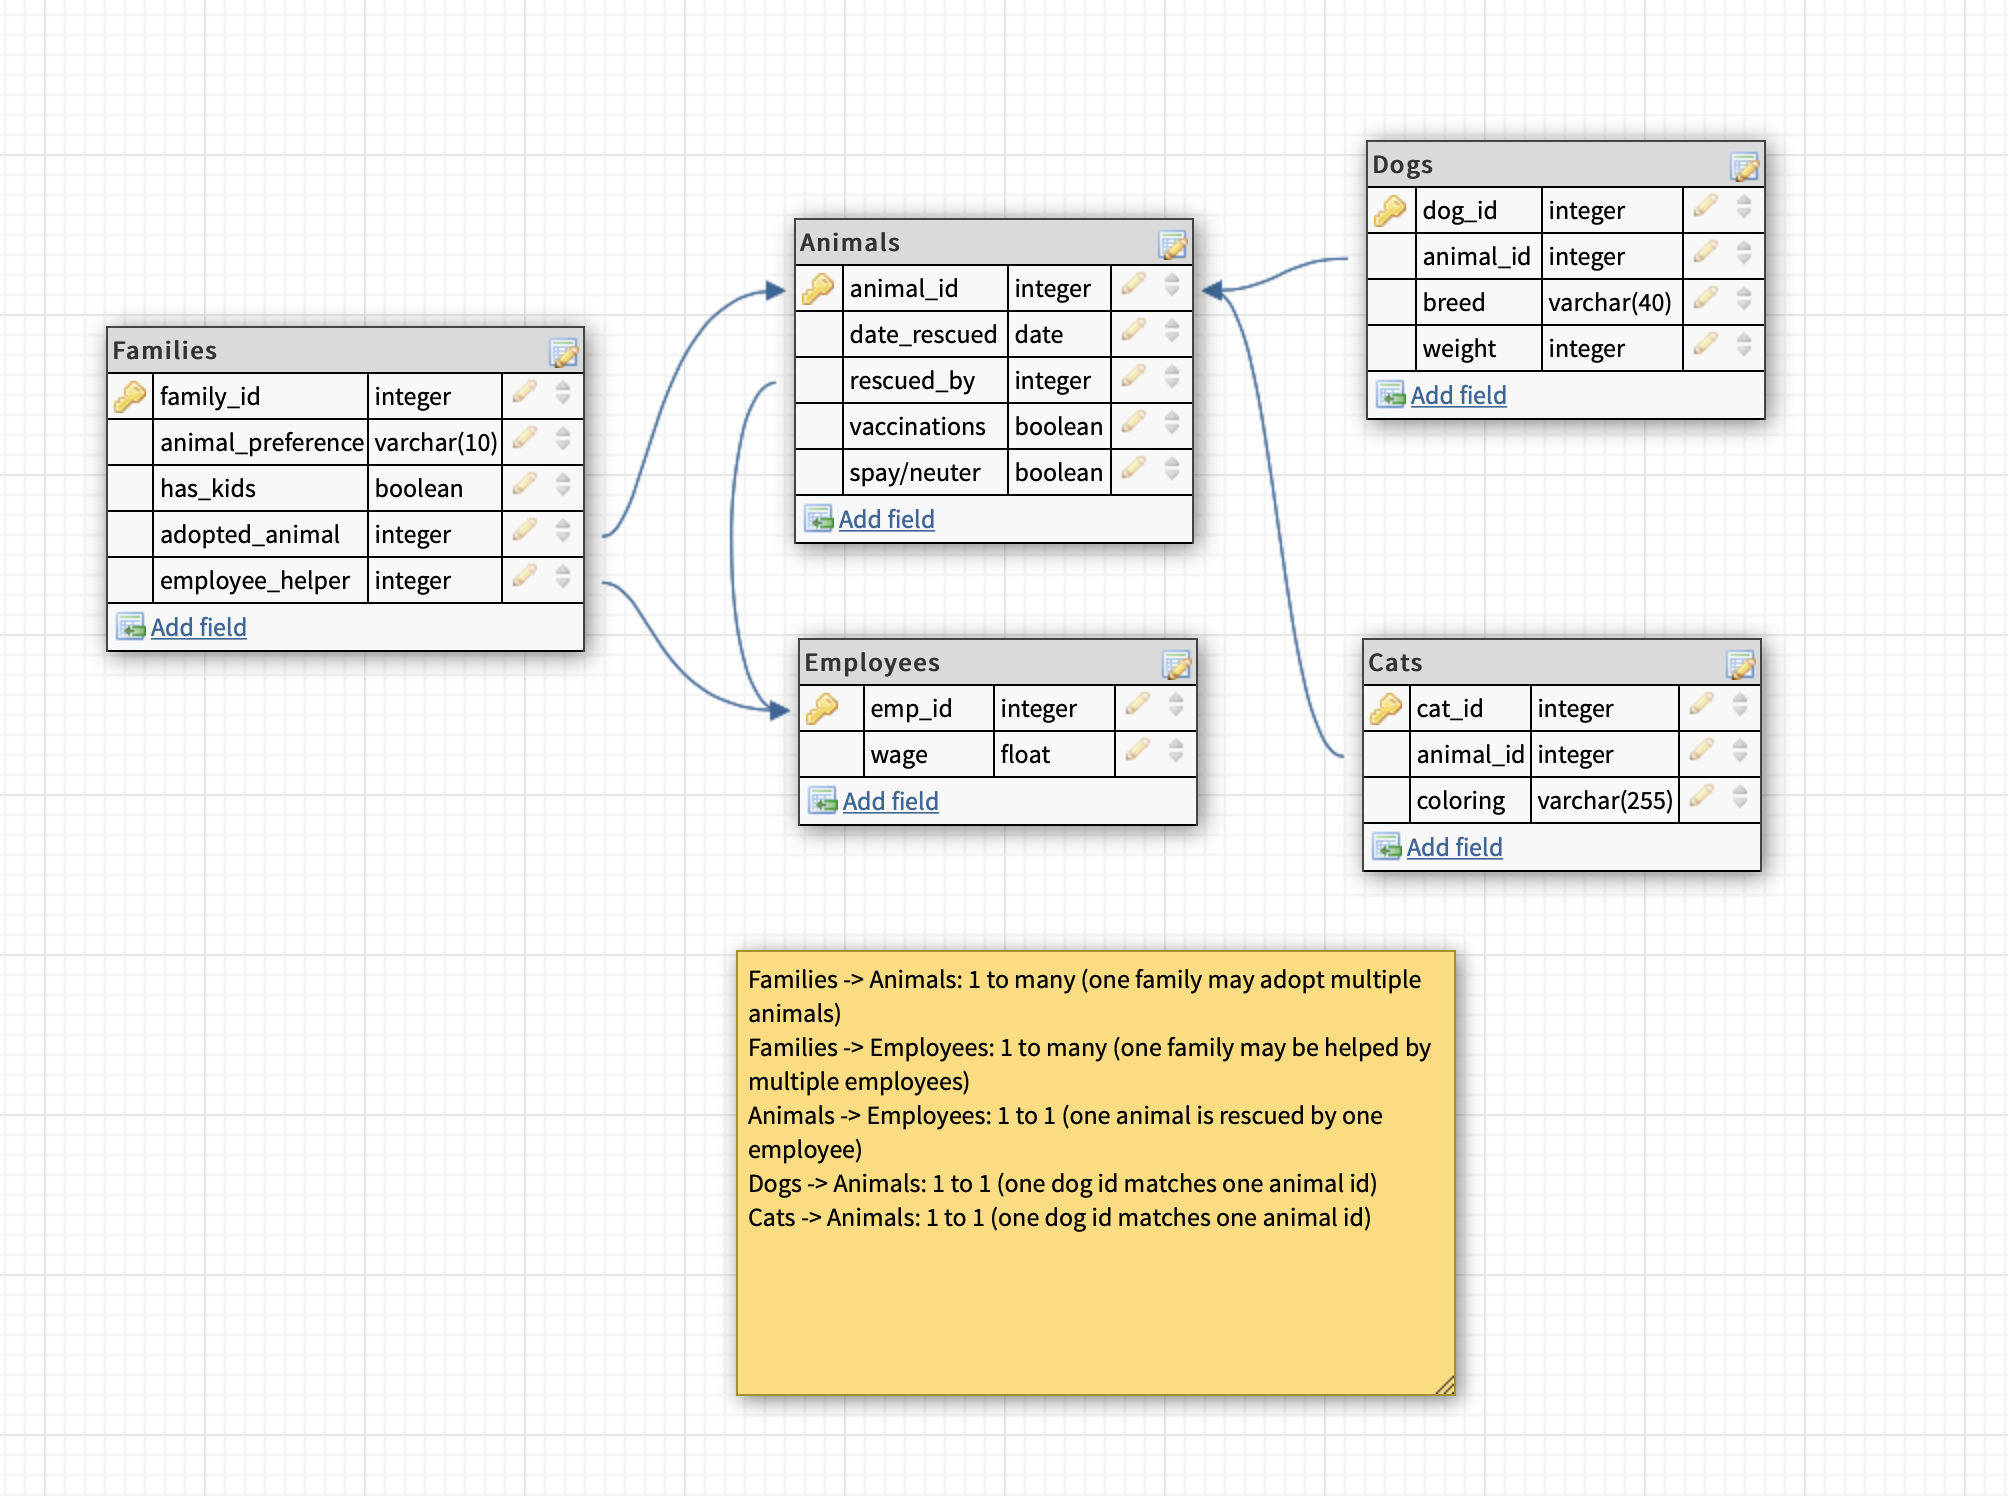 Families
family_id integer
animal_preference varchar(10)
has_kids boolean
adopted_animal integer
employee_helper integer
Add field
Animals
animal_id integer
date_rescued date
rescued_by integer
vaccinations boolean
spay/neuter boolean
Add field
Employees
emp_id integer
wage float
Add field
Dogs
dog_id integer
animal_id integer
breed varchar(40)
weight integer
Add field
Cats
cat_id integer
animal_id integer
coloring varchar(255)
Add field
Families -> Animals: 1 to many (one family may adopt multiple
animals)
Families -> Employees: 1 to many (one family may be helped by
multiple employees)
Animals -> Employees: 1 to 1 (one animal is rescued by one
employee)
Dogs -> Animals: 1 to 1 (one dog id matches one animal id)
Cats -> Animals: 1 to 1 (one dog id matches one animal id)